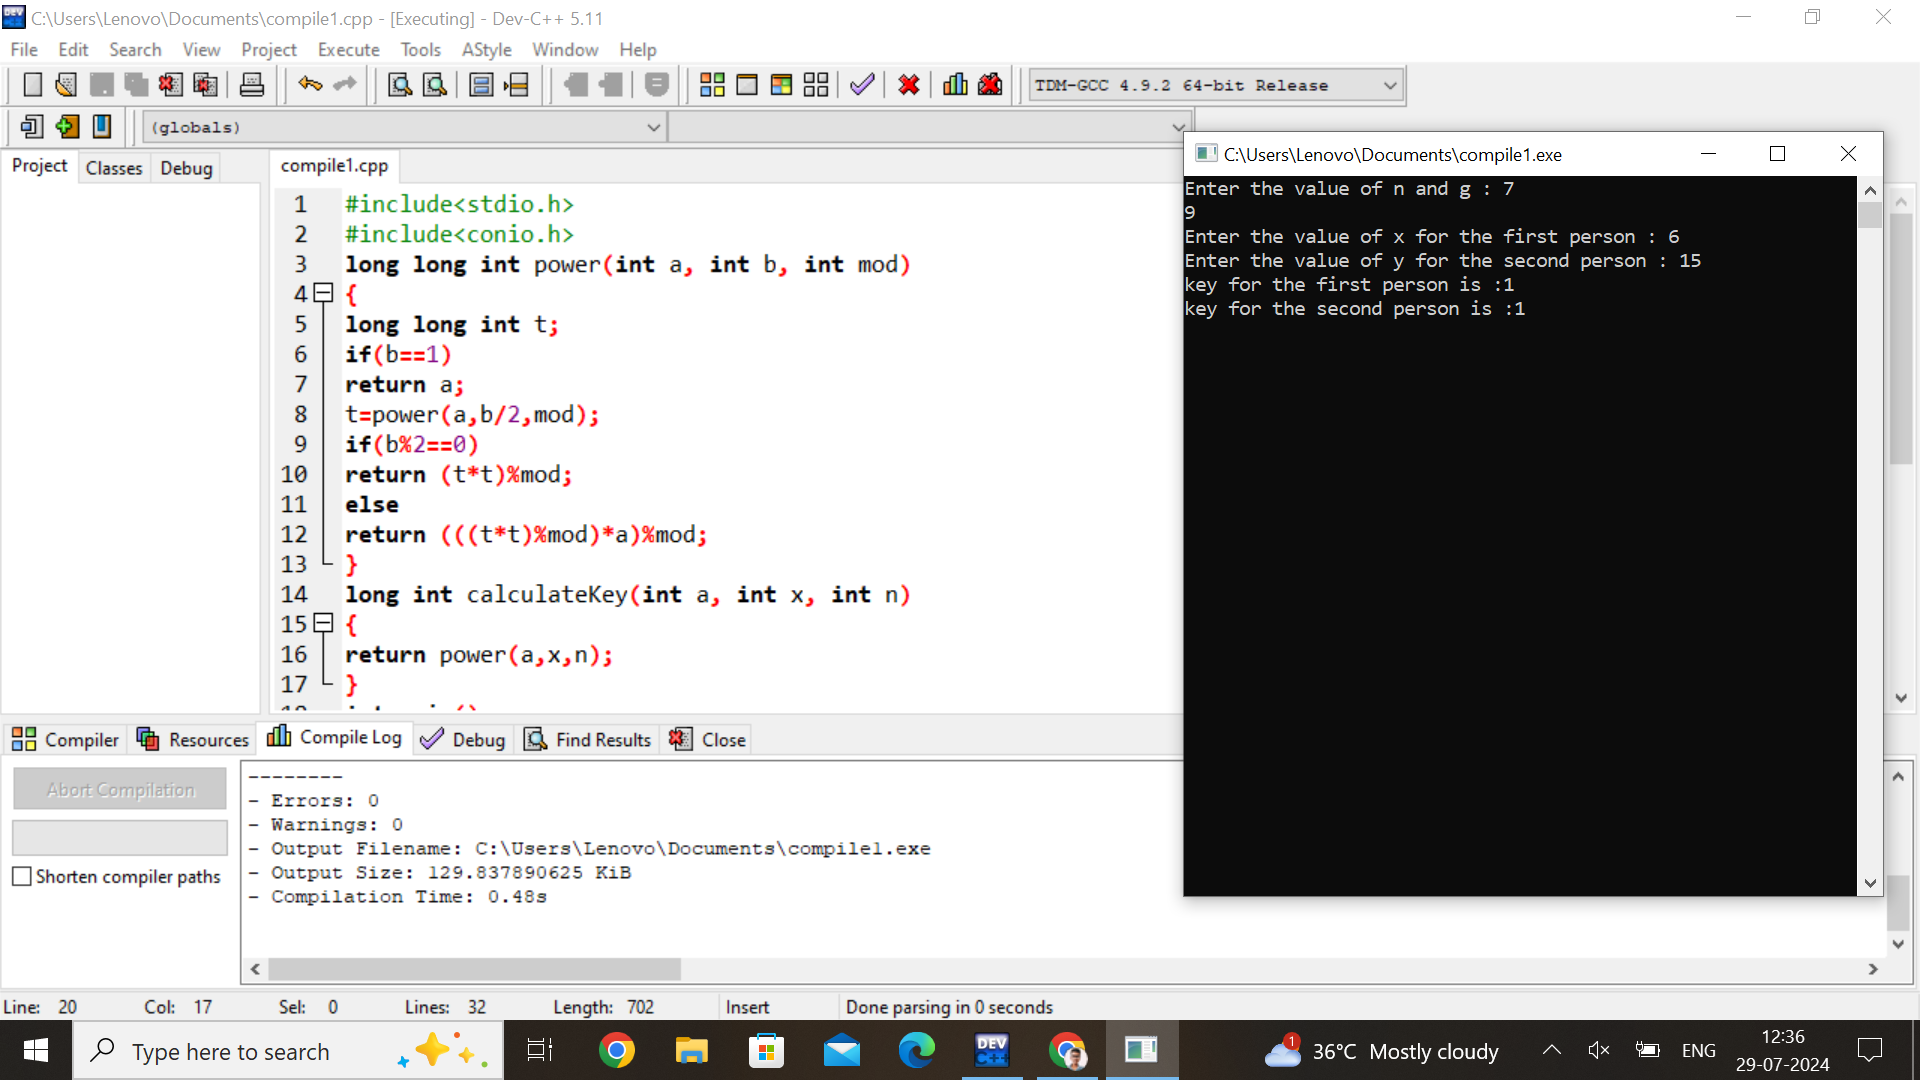 C:\Users\Lenovo\Documents\compile1.cpp - [Executing] - Dev-C++ 5.11
File Edit Search View Project Execute Tools AStyle Window Help
TDM-GCC 4.9.2 64-bit Release
(globals)
Project Classes Debug
compile1.cpp
1 #include<stdio.h>
2 #include<conio.h>
3 long long int power(int a, int b, int mod)
4 {
5 long long int t;
6 if(b==1)
7 return a;
8 t=power(a,b/2,mod);
9 if(b%2==0)
10 return (t*t)%mod;
11 else
12 return (((t*t)%mod)*a)%mod;
13 }
14 long int calculateKey(int a, int x, int n)
15 {
16 return power(a,x,n);
17 }
C:\Users\Lenovo\Documents\compile1.exe
Enter the value of n and g : 7
9
Enter the value of x for the first person : 6
Enter the value of y for the second person : 15
key for the first person is :1
key for the second person is :1
Compiler Resources Compile Log Debug Find Results Close
Abort Compilation
Shorten compiler paths
--------
- Errors: 0
- Warnings: 0
- Output Filename: C:\Users\Lenovo\Documents\compile1.exe
- Output Size: 129.837890625 KiB
- Compilation Time: 0.48s
Line: 20 Col: 17 Sel: 0 Lines: 32 Length: 702 Insert Done parsing in 0 seconds
Type here to search
DEV
C++
1
36°C Mostly cloudy
ENG
12:36
29-07-2024